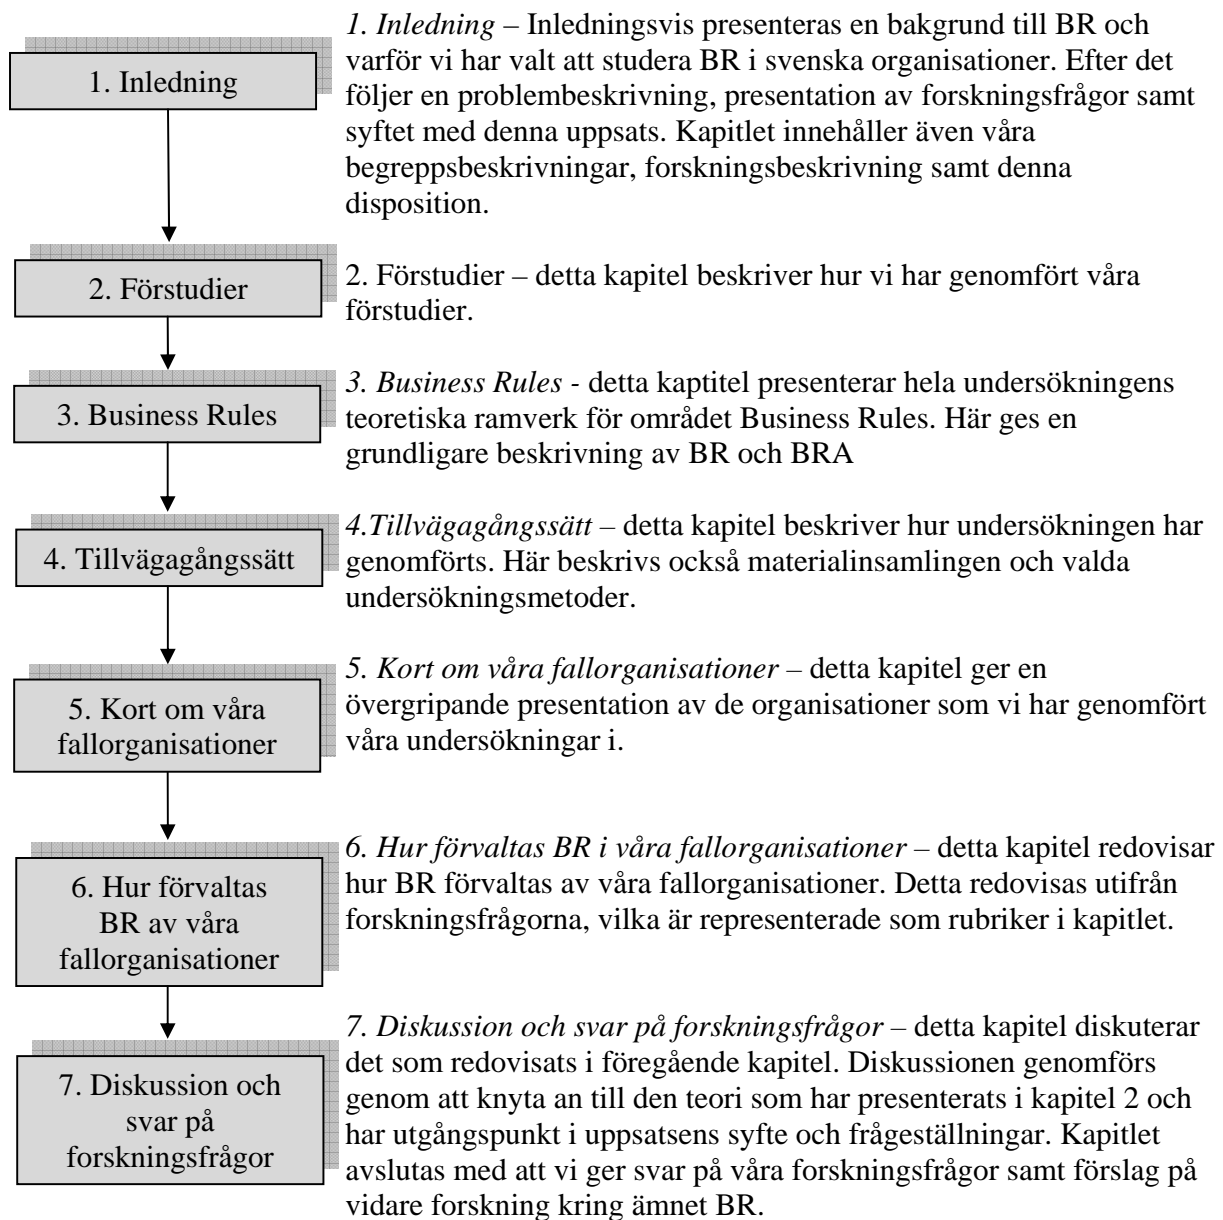 1. Inledning
1. Inledning – Inledningsvis presenteras en bakgrund till BR och
varför vi har valt att studera BR i svenska organisationer. Efter det
följer en problembeskrivning, presentation av forskningsfrågor samt
syftet med denna uppsats. Kapitlet innehåller även våra
begreppsbeskrivningar, forskningsbeskrivning samt denna
disposition.
2. Förstudier
2. Förstudier – detta kapitel beskriver hur vi har genomfört våra
förstudier.
3. Business Rules
3. Business Rules - detta kaptitel presenterar hela undersökningens
teoretiska ramverk för området Business Rules. Här ges en
grundligare beskrivning av BR och BRA
4. Tillvägagångssätt
4.Tillvägagångssätt – detta kapitel beskriver hur undersökningen har
genomförts. Här beskrivs också materialinsamlingen och valda
undersökningsmetoder.
5. Kort om våra
fallorganisationer
5. Kort om våra fallorganisationer – detta kapitel ger en
övergripande presentation av de organisationer som vi har genomfört
våra undersökningar i.
6. Hur förvaltas
BR av våra
fallorganisationer
6. Hur förvaltas BR i våra fallorganisationer – detta kapitel redovisar
hur BR förvaltas av våra fallorganisationer. Detta redovisas utifrån
forskningsfrågorna, vilka är representerade som rubriker i kapitlet.
7. Diskussion och
svar på
forskningsfrågor
7. Diskussion och svar på forskningsfrågor – detta kapitel diskuterar
det som redovisats i föregående kapitel. Diskussionen genomförs
genom att knyta an till den teori som har presenterats i kapitel 2 och
har utgångspunkt i uppsatsens syfte och frågeställningar. Kapitlet
avslutas med att vi ger svar på våra forskningsfrågor samt förslag på
vidare forskning kring ämnet BR.